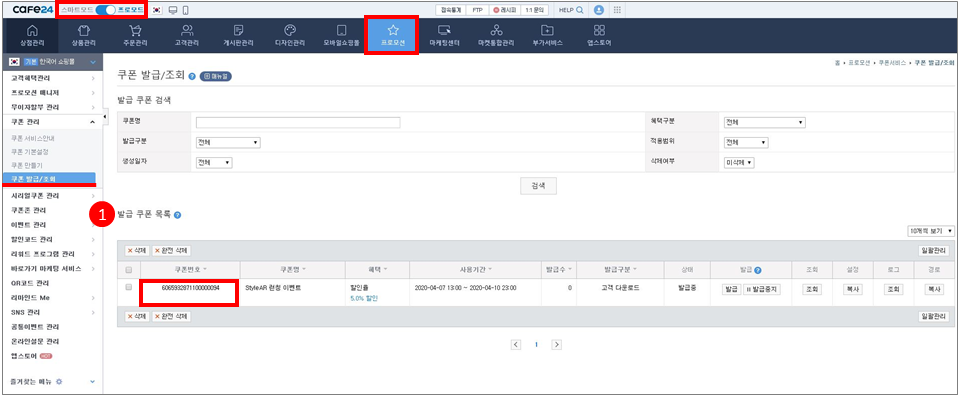 cafe24 스마트모드 프로모드
접속통계 FTP 레시피 1:1 문의 HELP
상점관리 상품관리 주문관리 고객관리 게시판관리 디자인관리 모바일쇼핑몰 프로모션 마케팅센터 마켓통합관리 부가서비스 앱스토어
기본 한국어 쇼핑몰
홈 > 프로모션 > 쿠폰서비스 > 쿠폰 발급/조회
고객혜택관리
프로모션 매니저
무이자할부 관리
쿠폰 관리
쿠폰 서비스안내
쿠폰 기본설정
쿠폰 만들기
쿠폰 발급/조회
시리얼쿠폰 관리
쿠폰존 관리
이벤트 관리
할인코드 관리
리워드 프로그램 관리
바로가기 마케팅 서비스
QR코드 관리
리마인드 Me
SNS 관리
공통이벤트 관리
온라인설문 관리
앱스토어 HOT
즐겨찾는 메뉴
쿠폰 발급/조회 ? 매뉴얼
발급 쿠폰 검색
쿠폰명 혜택구분 전체
발급구분 전체 적용범위 전체
생성일자 전체 삭제여부 미삭제
검색
1
발급 쿠폰 목록 ?
10개씩 보기
× 삭제 × 완전 삭제 일괄관리
쿠폰번호 쿠폰명 혜택 사용기간 발급수 발급구분 상태 발급 ? 조회 설정 로그 경로
6065932871100000094 StyleAR 런칭 이벤트 할인율 2020-04-07 13:00 ~ 2020-04-10 23:00 0 고객 다운로드 발급중 발급 II 발급중지 조회 복사 조회 복사
5.0% 할인
× 삭제 × 완전 삭제 일괄관리
< 1 >